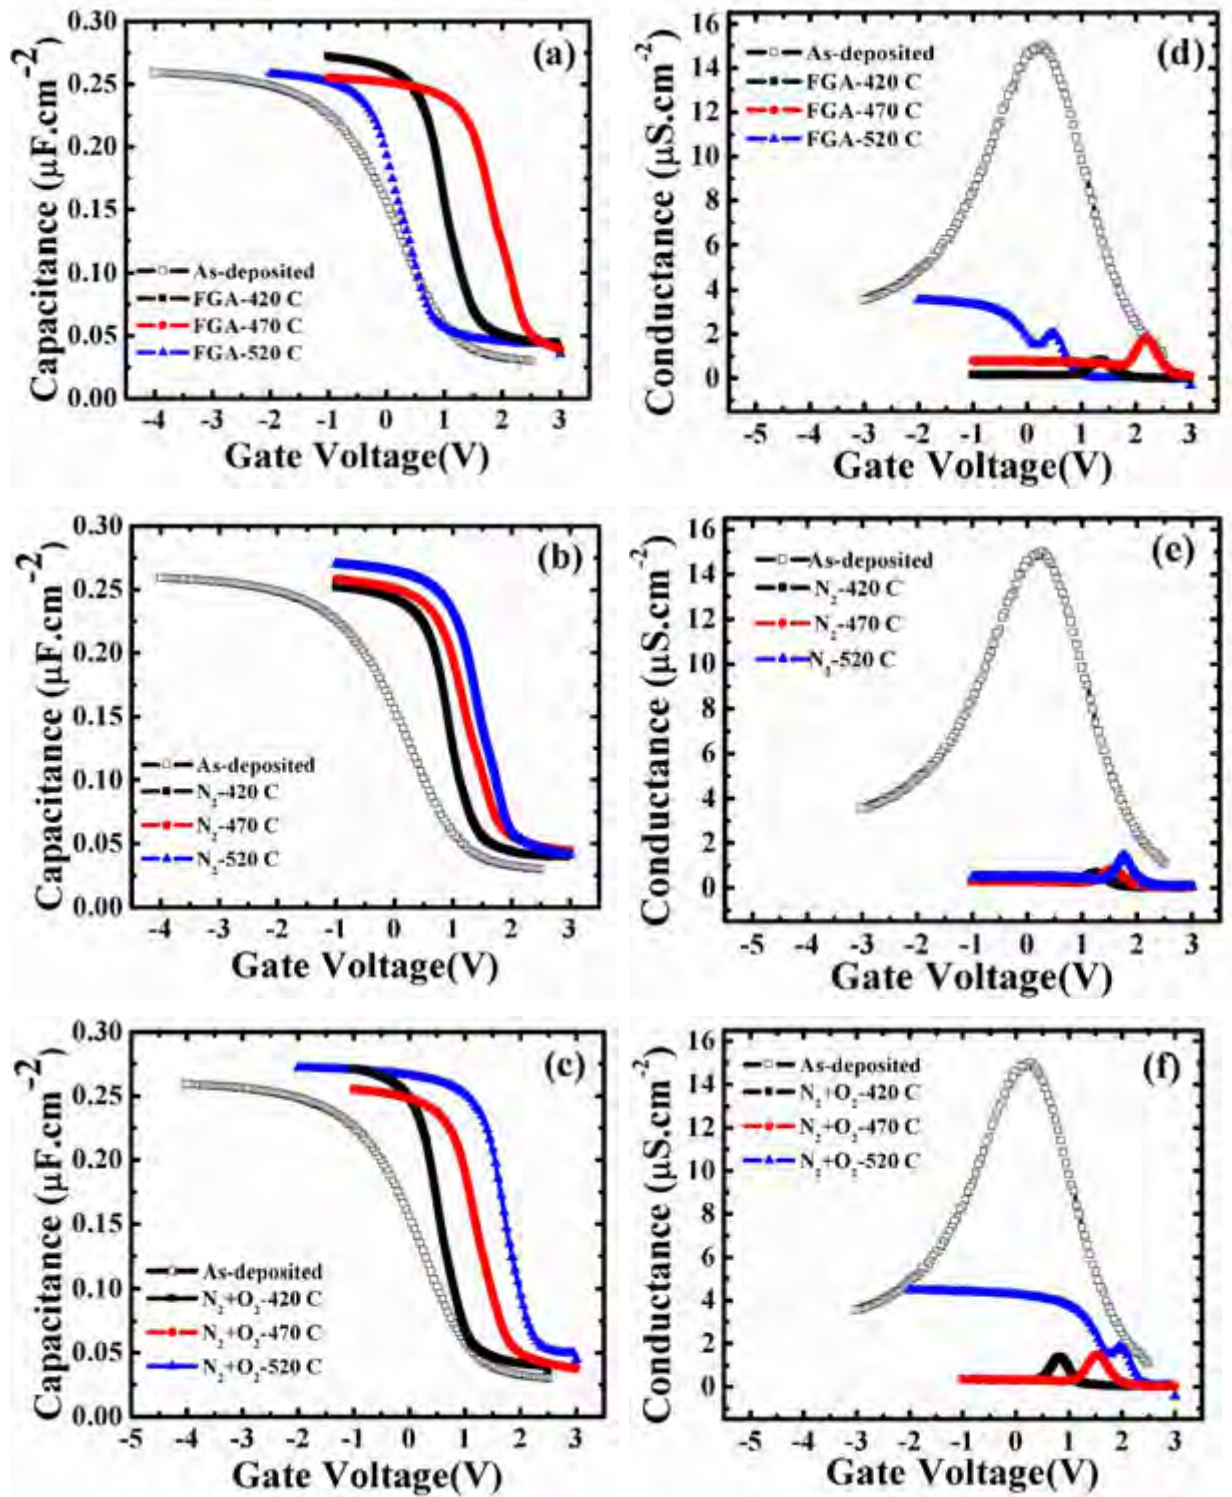 (a)
Capacitance (μF.cm-2)
0.30
0.25
0.20
0.15
0.10
0.05
0.00
As-deposited
FGA-420 C
FGA-470 C
FGA-520 C
-4 -3 -2 -1 0 1 2 3
Gate Voltage(V)
(d)
Conductance (μS.cm-2)
16
14
12
10
8
6
4
2
0
As-deposited
FGA-420 C
FGA-470 C
FGA-520 C
-5 -4 -3 -2 -1 0 1 2 3
Gate Voltage(V)
(b)
Capacitance (μF.cm-2)
0.30
0.25
0.20
0.15
0.10
0.05
0.00
As-deposited
N2-420 C
N2-470 C
N2-520 C
-4 -3 -2 -1 0 1 2 3
Gate Voltage(V)
(e)
Conductance (μS.cm-2)
16
14
12
10
8
6
4
2
0
As-deposited
N2-420 C
N2-470 C
N2-520 C
-5 -4 -3 -2 -1 0 1 2 3
Gate Voltage(V)
(c)
Capacitance (μF.cm-2)
0.30
0.25
0.20
0.15
0.10
0.05
0.00
As-deposited
N2+O2-420 C
N2+O2-470 C
N2+O2-520 C
-5 -4 -3 -2 -1 0 1 2 3
Gate Voltage(V)
(f)
Conductance (μS.cm-2)
16
14
12
15
14
15
4
2
0
As-deposited
N2+O2-420 C
N2+O2-470 C
N2+O2-520 C
-5 -4 -3 -2 -1 0 1 2 3
Gate Voltage(V)